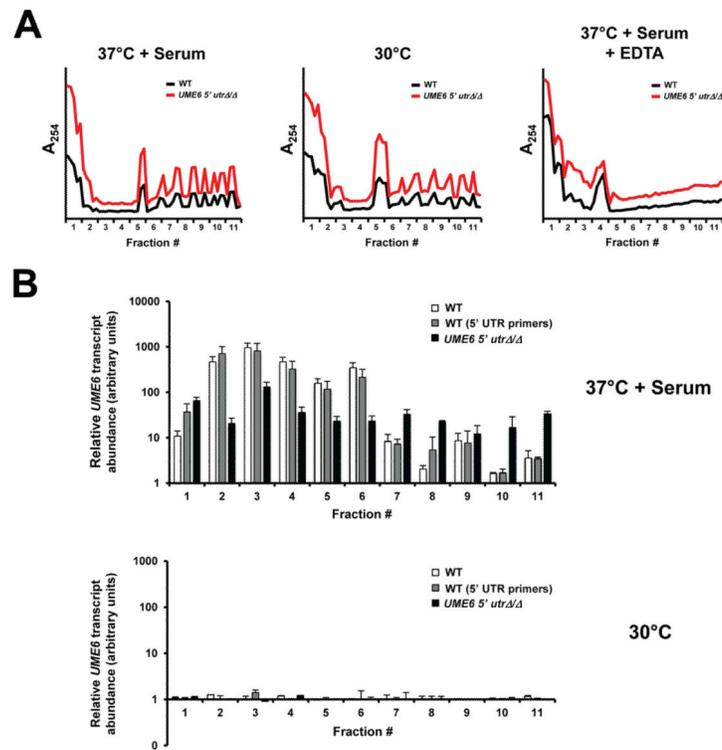 A
37°C + Serum
WT
UME6 5' utrΔ/Δ
A254
1 2 3 4 5 6 7 8 9 10 11
Fraction #
30°C
WT
UME6 5' utrΔ/Δ
A254
1 2 3 4 5 6 7 8 9 10 11
Fraction #
37°C + Serum
+ EDTA
WT
UME6 5' utrΔ/Δ
A254
1 2 3 4 5 6 7 8 9 10 11
Fraction #
B
Relative UME6 transcript
abundance (arbitrary units)
10000
1000
100
10
1
WT
WT (5' UTR primers)
UME6 5' utrΔ/Δ
37°C + Serum
1 2 3 4 5 6 7 8 9 10 11
Fraction #
Relative UME6 transcript
abundance (arbitrary units)
1000
100
10
1
0
WT
WT (5' UTR primers)
UME6 5' utrΔ/Δ
30°C
1 2 3 4 5 6 7 8 9 10 11
Fraction #